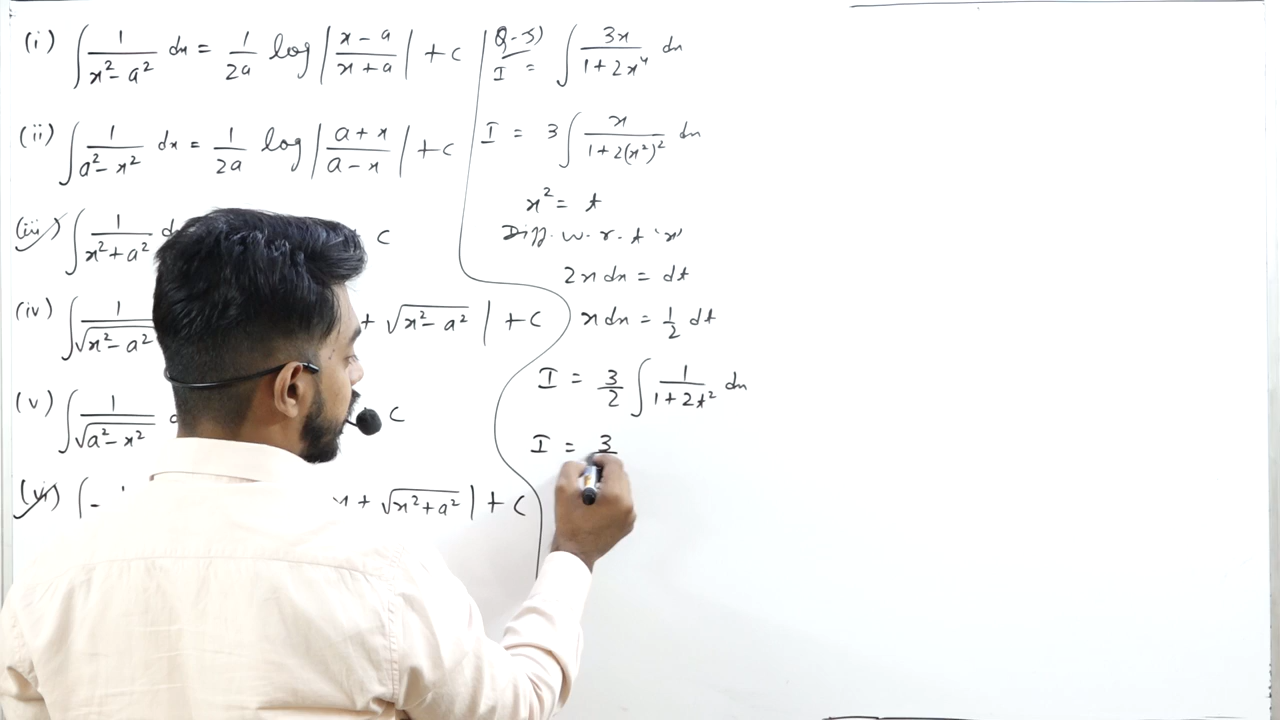 (i) ∫ 1/(x² - a²) dx = 1/2a log |(x - a)/(x + a)| + c
(ii) ∫ 1/(a² - x²) dx = 1/2a log |(a + x)/(a - x)| + c
(iii) ∫ 1/(x² + a²) c
(iv) ∫ 1/√(x² - a²) + √(x² - a²) | + c
(v) ∫ 1/√(a² - x²) c
(vi) ∫ x + √(x² + a²) | + c
Q-5)
I = ∫ 3x/(1 + 2x⁴) dx
I = 3 ∫ x/(1 + 2(x²)²) dx
x² = t
Diff. w. r. t 'x'
2x dx = dt
x dx = 1/2 dt
I = 3/2 ∫ 1/(1 + 2t²) dx
I = 3